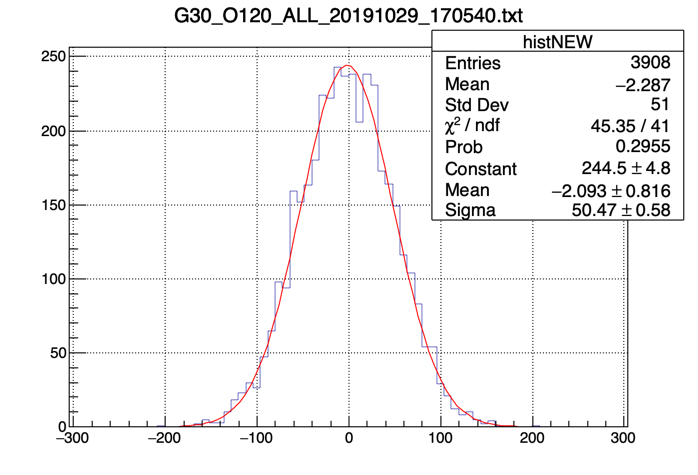 G30_O120_ALL_20191029_170540.txt
histNEW
Entries 3908
Mean −2.287
Std Dev 51
χ² / ndf 45.35 / 41
Prob 0.2955
Constant 244.5 ± 4.8
Mean −2.093 ± 0.816
Sigma 50.47 ± 0.58
250
200
150
100
50
0
−300 −200 −100 0 100 200 300